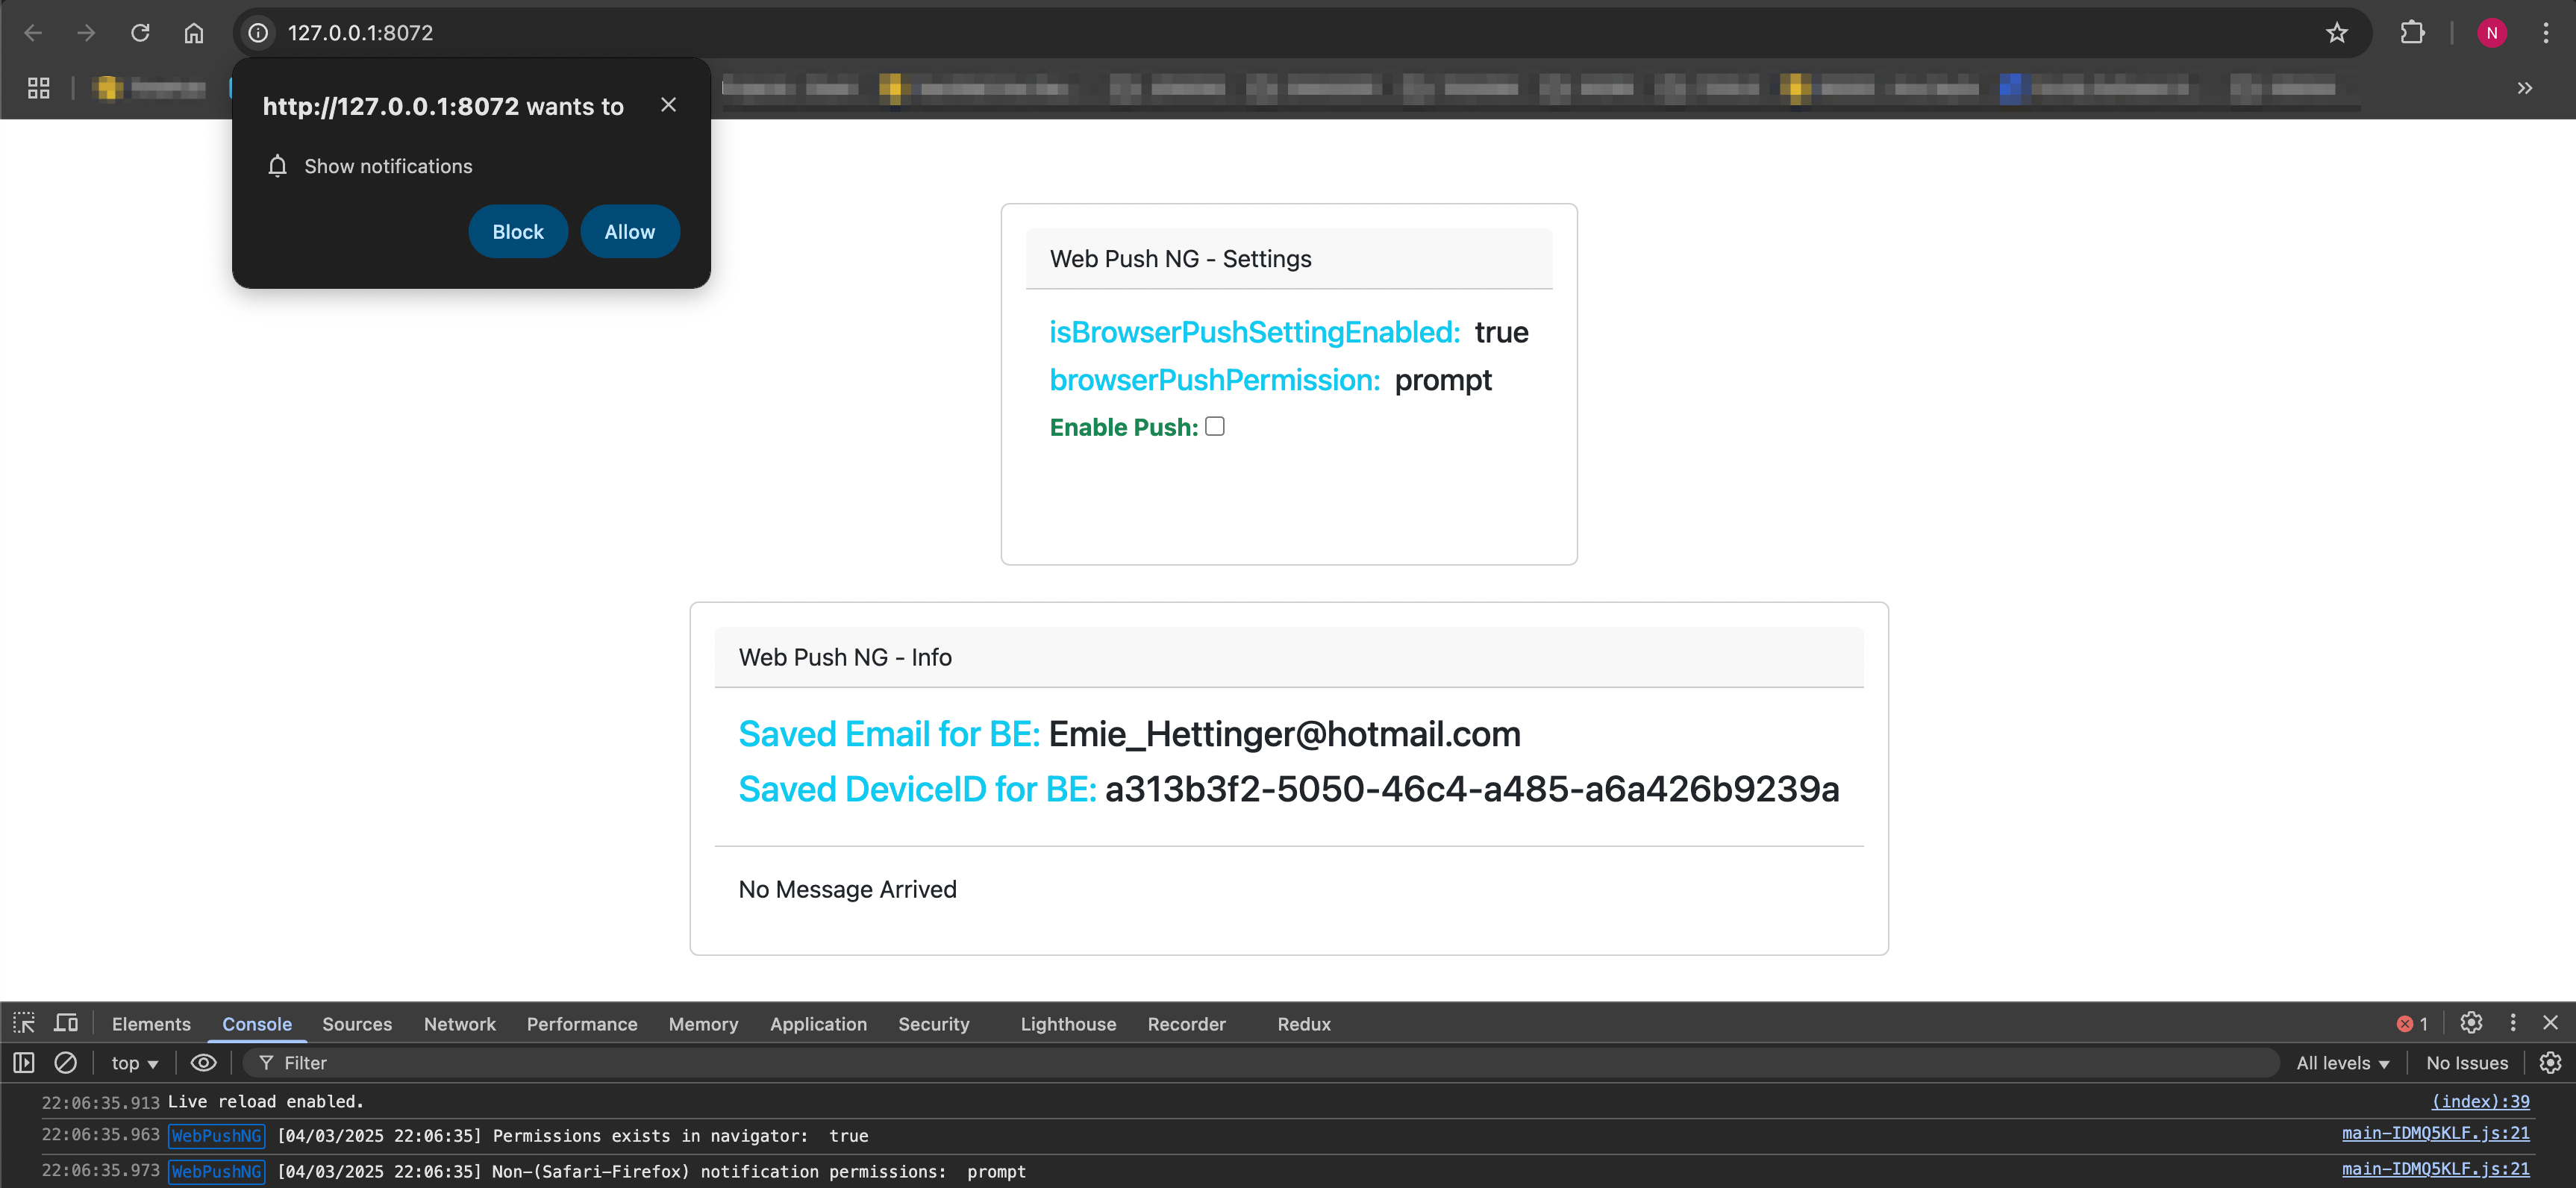 127.0.0.1:8072
N
http://127.0.0.1:8072 wants to
Show notifications
Block
Allow
Web Push NG - Settings
isBrowserPushSettingEnabled: true
browserPushPermission: prompt
Enable Push:
Web Push NG - Info
Saved Email for BE: Emie_Hettinger@hotmail.com
Saved DeviceID for BE: a313b3f2-5050-46c4-a485-a6a426b9239a
No Message Arrived
Elements Console Sources Network Performance Memory Application Security Lighthouse Recorder Redux 1
top Filter All levels No Issues
22:06:35.913 Live reload enabled. (index):39
22:06:35.963 WebPushNG [04/03/2025 22:06:35] Permissions exists in navigator: true main-IDMQ5KLF.js:21
22:06:35.973 WebPushNG [04/03/2025 22:06:35] Non-(Safari-Firefox) notification permissions: prompt main-IDMQ5KLF.js:21